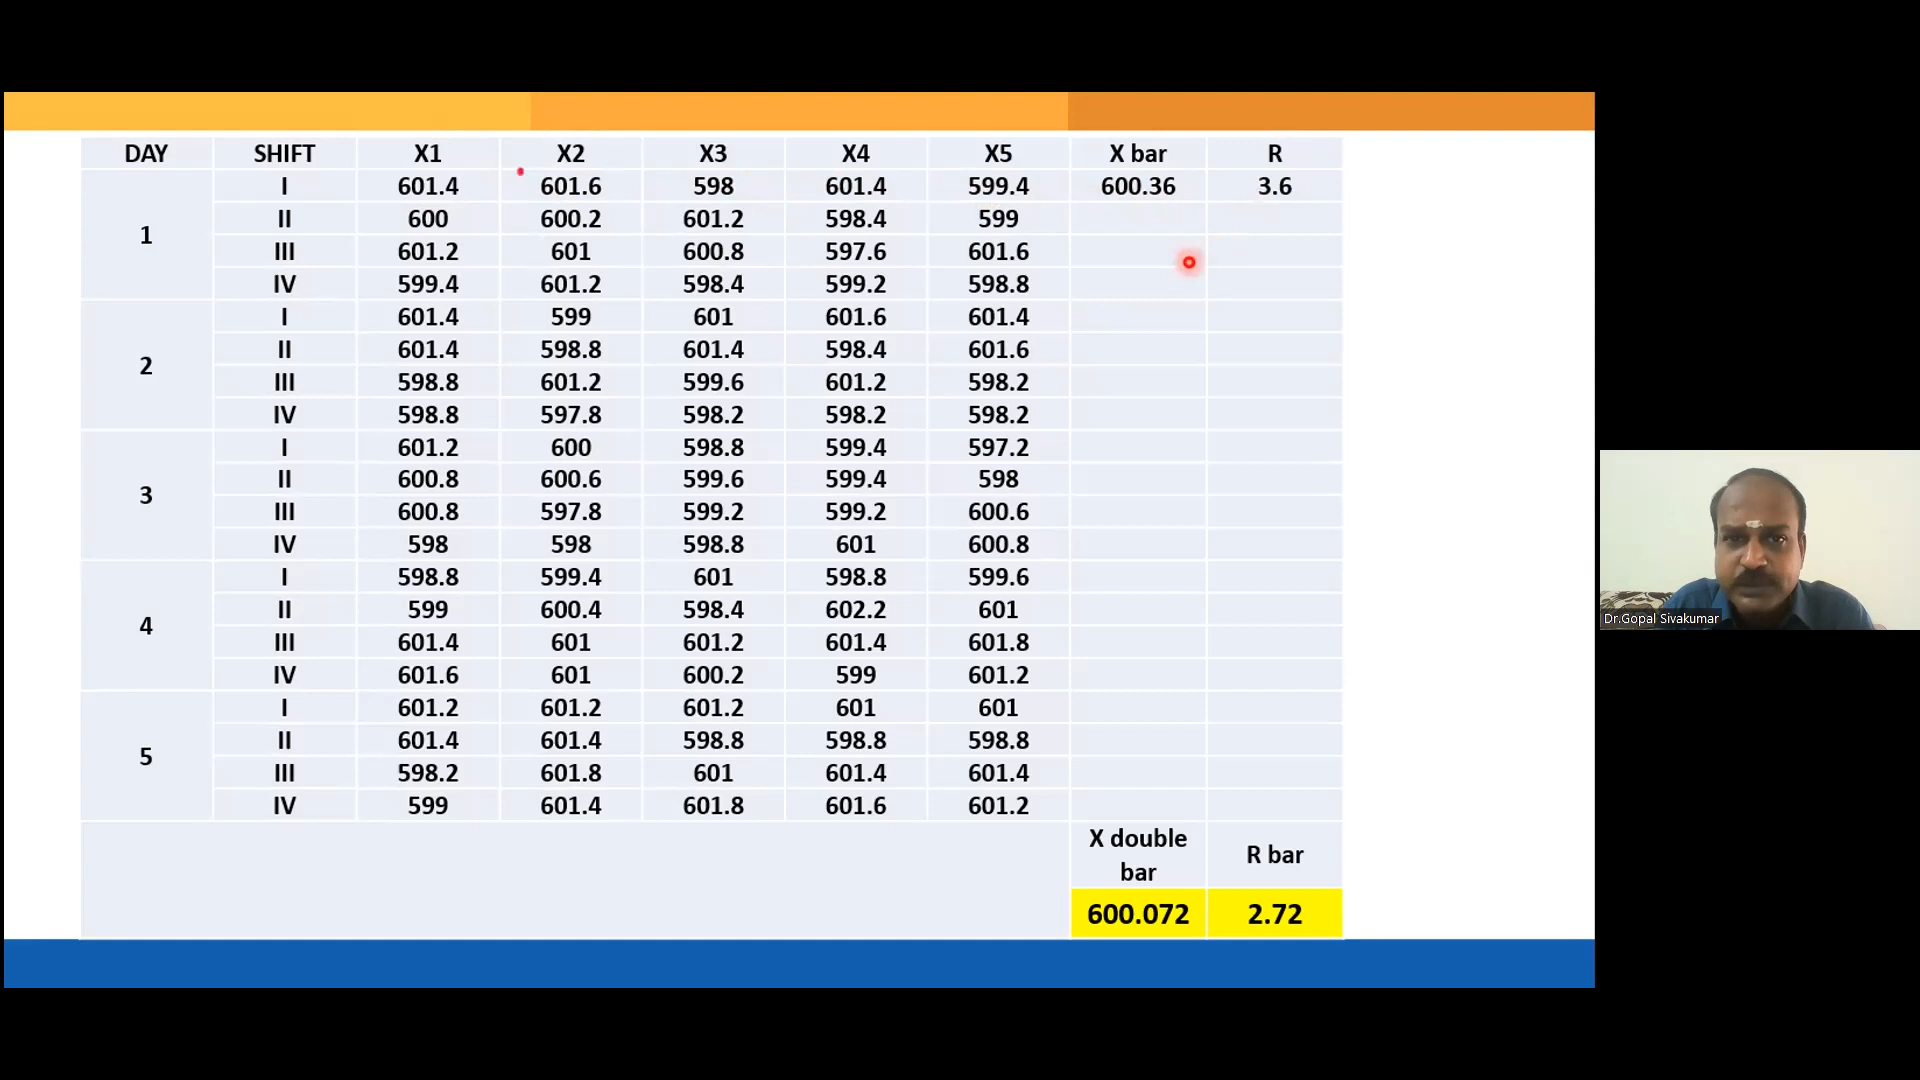 DAY SHIFT X1 X2 X3 X4 X5 X bar R
1 I 601.4 601.6 598 601.4 599.4 600.36 3.6
II 600 600.2 601.2 598.4 599
III 601.2 601 600.8 597.6 601.6
IV 599.4 601.2 598.4 599.2 598.8
2 I 601.4 599 601 601.6 601.4
II 601.4 598.8 601.4 598.4 601.6
III 598.8 601.2 599.6 601.2 598.2
IV 598.8 597.8 598.2 598.2 598.2
3 I 601.2 600 598.8 599.4 597.2
II 600.8 600.6 599.6 599.4 598
III 600.8 597.8 599.2 599.2 600.6
IV 598 598 598.8 601 600.8
4 I 598.8 599.4 601 598.8 599.6
II 599 600.4 598.4 602.2 601
III 601.4 601 601.2 601.4 601.8
IV 601.6 601 600.2 599 601.2
5 I 601.2 601.2 601.2 601 601
II 601.4 601.4 598.8 598.8 598.8
III 598.2 601.8 601 601.4 601.4
IV 599 601.4 601.8 601.6 601.2
X double
bar
R bar
600.072 2.72
Dr.Gopal Sivakumar